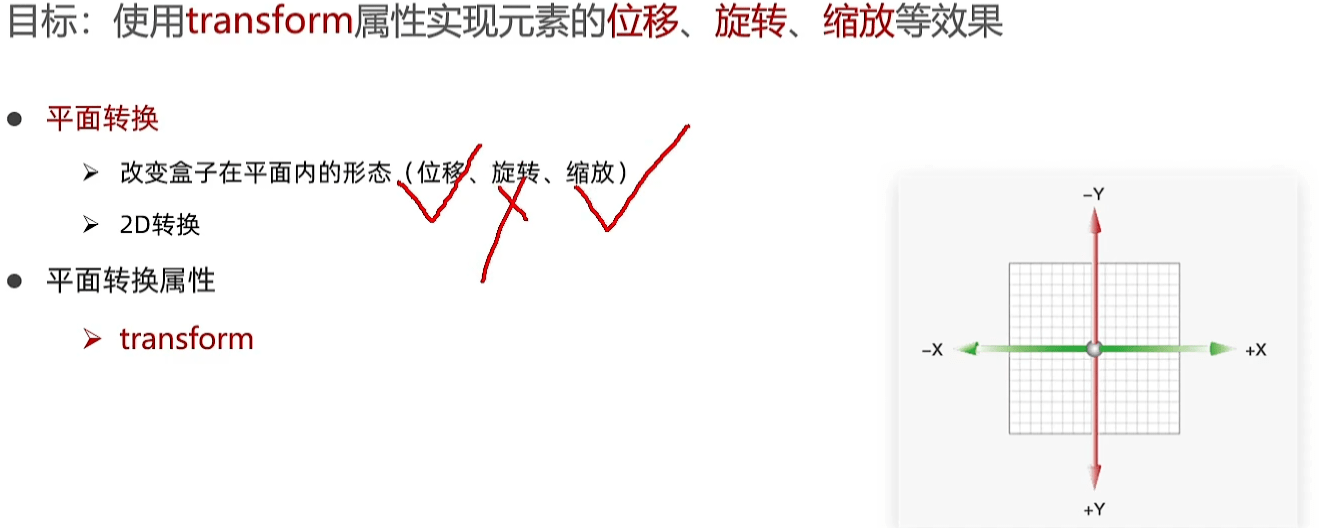 目标：使用transform属性实现元素的位移、旋转、缩放等效果
平面转换
改变盒子在平面内的形态（位移、旋转、缩放）
2D转换
平面转换属性
transform
–Y
–X
+X
+Y